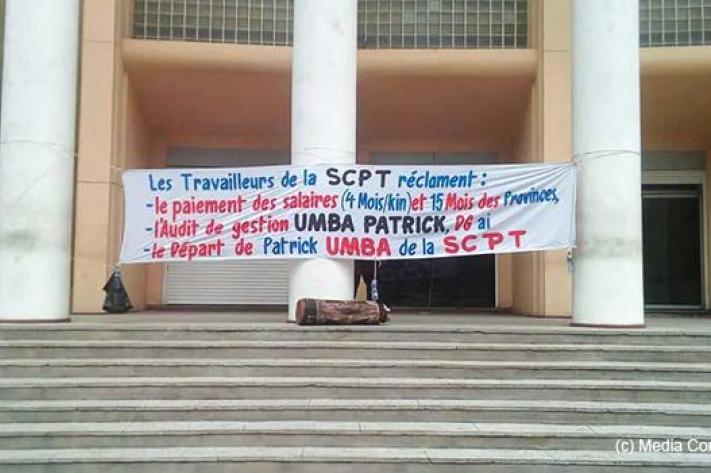 Les Travailleurs de la SCPT réclament :
- le paiement des salaires (4 Mois/kin) et 15 Mois des Provinces,
- l'Audit de gestion UMBA PATRICK, DG ai
- le Départ de Patrick UMBA de la SCPT
(c) Media Co